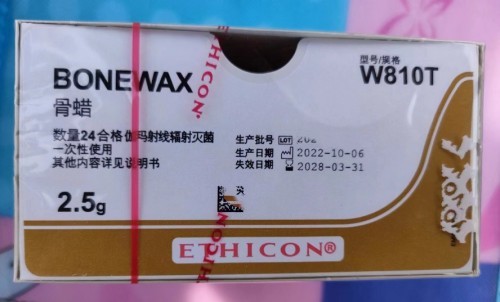 BONEWAX
骨蜡
型号/规格
W810T
数量24合格伽玛射线辐射灭菌
一次性使用
其他内容详见说明书
生产批号 LOT
生产日期 2022-10-06
失效日期 2028-03-31
2.5g
ETHICON®
ETHICON
ETHICON